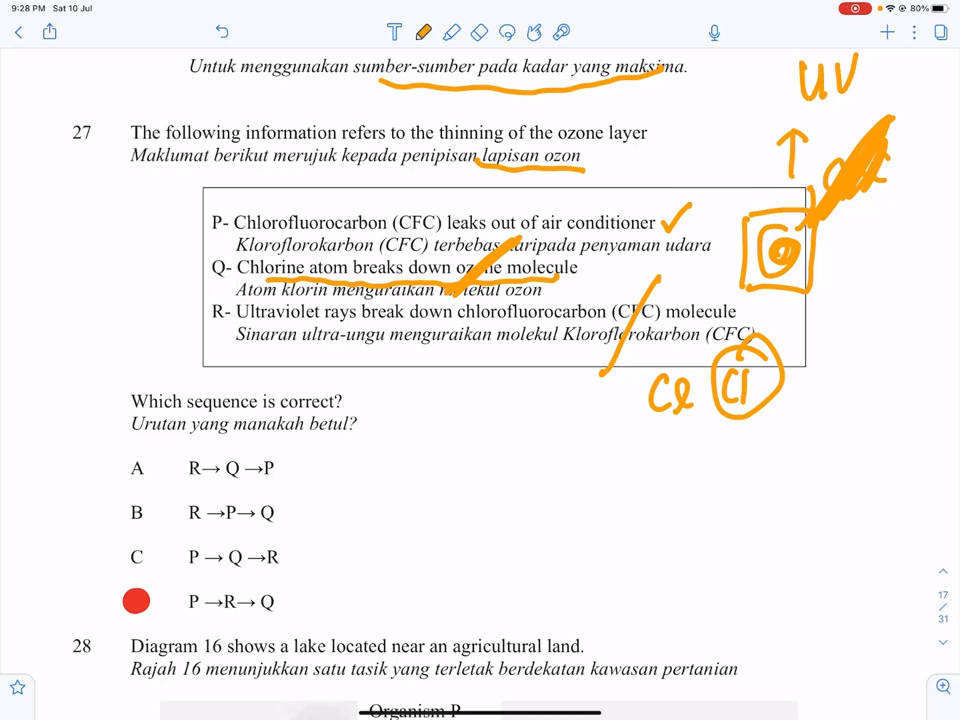 9:28 PM Sat 10 Jul
80%
Untuk menggunakan sumber-sumber pada kadar yang maksima.
UV
27 The following information refers to the thinning of the ozone layer
Maklumat berikut merujuk kepada penipisan lapisan ozon
P- Chlorofluorocarbon (CFC) leaks out of air conditioner
Kloroflorokarbon (CFC) terbebas daripada penyaman udara
Q- Chlorine atom breaks down ozone molecule
Atom klorin menguraikan molekul ozon
R- Ultraviolet rays break down chlorofluorocarbon (CFC) molecule
Sinaran ultra-ungu menguraikan molekul Kloroflorokarbon (CFC)
Cl Cl
Which sequence is correct?
Urutan yang manakah betul?
A R→ Q →P
B R →P→ Q
C P → Q →R
P →R→ Q
17
/
31
28 Diagram 16 shows a lake located near an agricultural land.
Rajah 16 menunjukkan satu tasik yang terletak berdekatan kawasan pertanian
Organism P